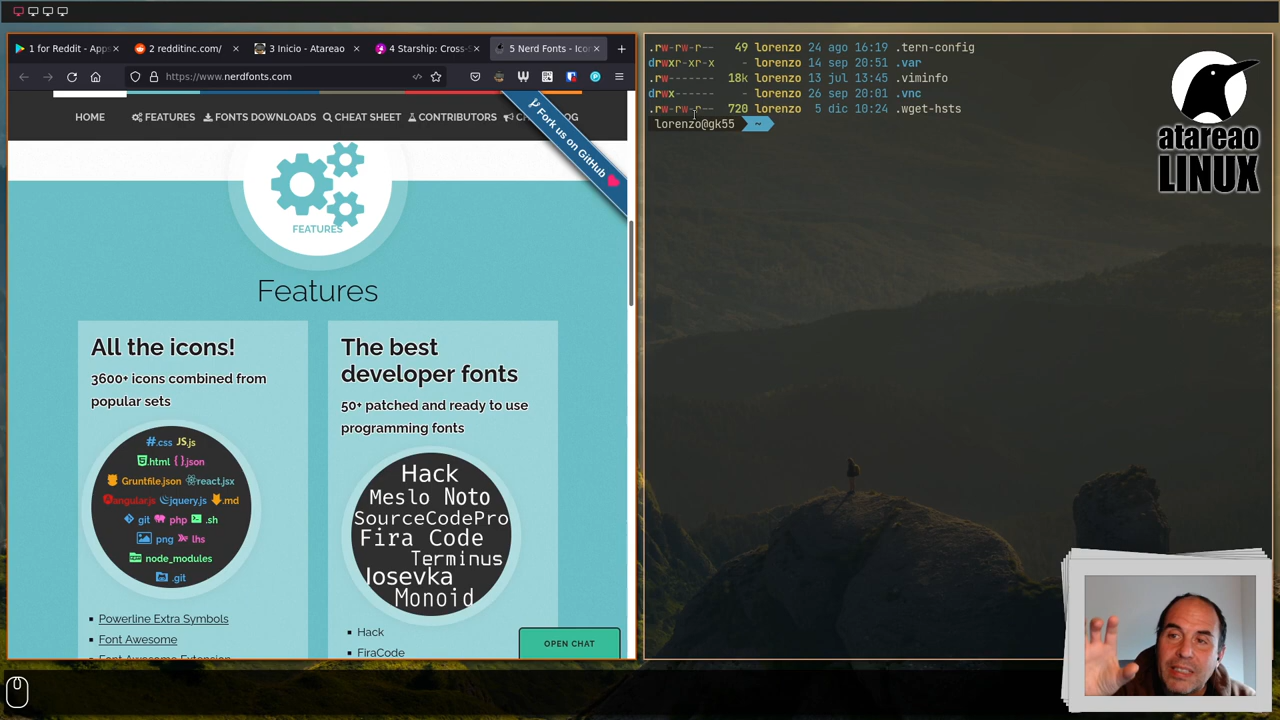 1 for Reddit - App
2 redditinc.com/
3 Inicio - Atareao
4 Starship: Cross-S
5 Nerd Fonts - Icon
https://www.nerdfonts.com
HOME
FEATURES
FONTS DOWNLOADS
CHEAT SHEET
CONTRIBUTORS
Fork us on GitHub
FEATURES
Features
All the icons!
3600+ icons combined from
popular sets
#.css JS.js
.html { }.json
Gruntfile.json react.jsx
angular.js jquery.js .md
git php .sh
png lhs
node_modules
.git
Powerline Extra Symbols
Font Awesome
Font Awesome Extension
The best
developer fonts
50+ patched and ready to use
programming fonts
Hack
Meslo Noto
SourceCodePro
Fira Code
Terminus
Iosevka
Monoid
Hack
FiraCode
OPEN CHAT
.rw-rw-r-- 49 lorenzo 24 ago 16:19 .tern-config
drwxr-xr-x - lorenzo 14 sep 20:51 .var
.rw------- 18k lorenzo 13 jul 13:45 .viminfo
drwx------ - lorenzo 26 sep 20:01 .vnc
.rw-rw-r-- 720 lorenzo 5 dic 10:24 .wget-hsts
lorenzo@gk55 ~
atareao
LINUX